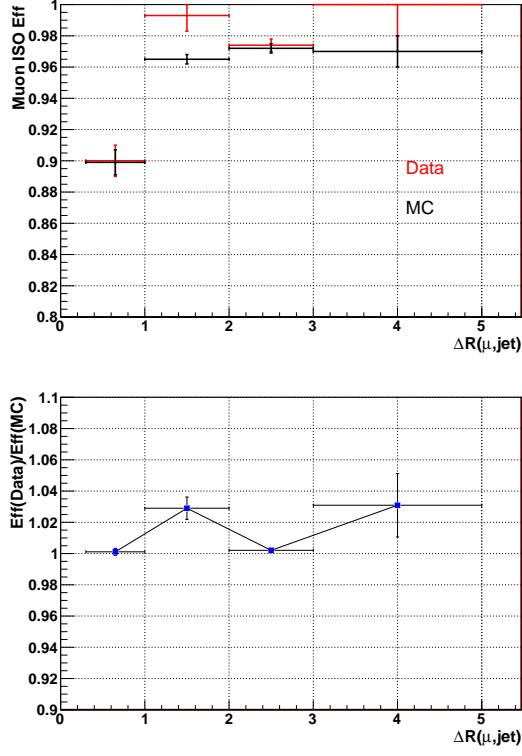 Muon ISO Eff
1
0.98
0.96
0.94
0.92
0.9
0.88
0.86
0.84
0.82
0.8
Data
MC
0 1 2 3 4 5
ΔR(μ,jet)
Eff(Data)/Eff(MC)
1.1
1.08
1.06
1.04
1.02
1
0.98
0.96
0.94
0.92
0.9
0 1 2 3 4 5
ΔR(μ,jet)